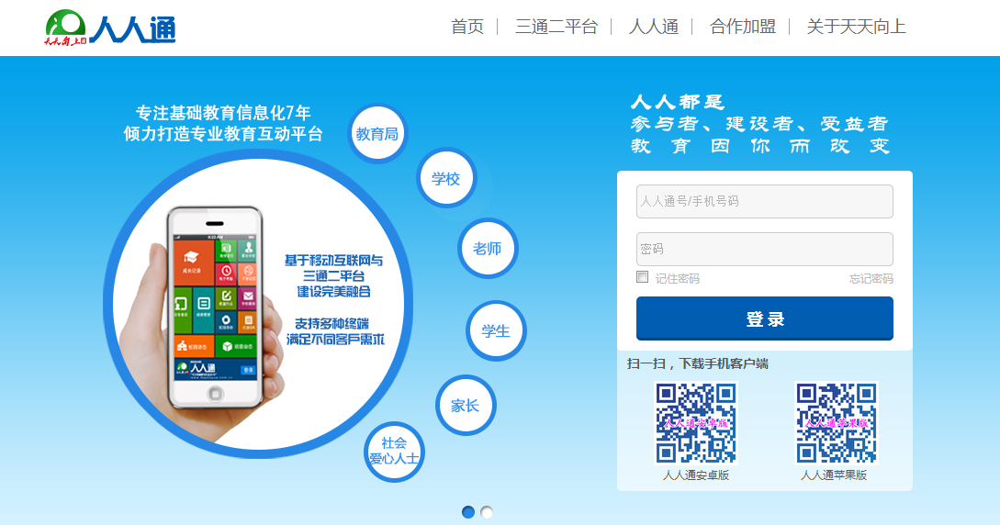 天天向上
人人通
首页
三通二平台
人人通
合作加盟
关于天天向上
专注基础教育信息化7年
倾力打造专业教育互动平台
教育局
学校
老师
学生
家长
社会
爱心人士
成长记录
人人通
登录
基于移动互联网与
三通二平台
建设完美融合
支持多种终端
满足不同客户需求
人人都是
参与者、建设者、受益者
教育因你而改变
人人通号/手机号码
密码
记住密码
忘记密码
登录
扫一扫，下载手机客户端
人人通安卓版
人人通苹果版
人人通安卓版
人人通苹果版